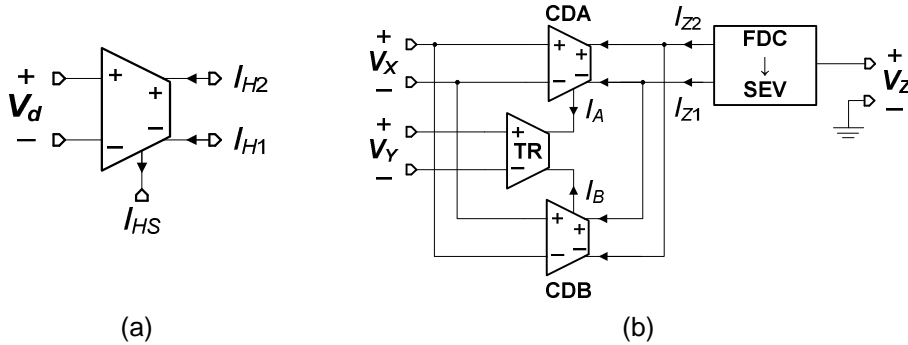 +
V_d
−
+
−
+
−
I_H2
I_H1
I_HS
(a)
CDA
I_Z2
+
V_X
−
+
−
+
−
FDC
↓
SEV
I_Z1
+
V_Z
−
I_A
+
V_Y
−
+
−
TR
I_B
+
−
+
−
CDB
(b)